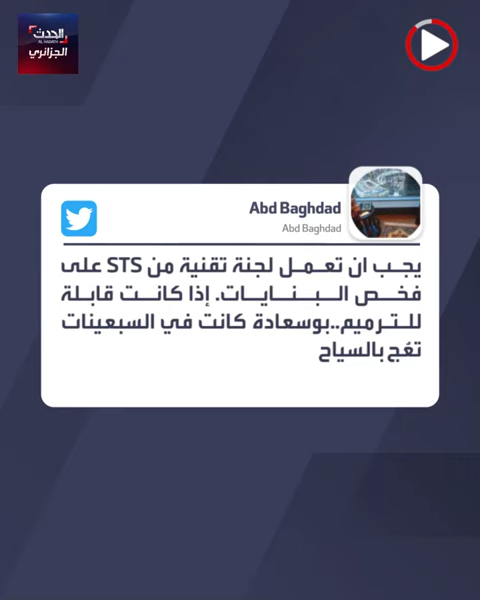 الحدث
AL HADATH
الجزائري
Abd Baghdad
Abd Baghdad
يجب ان تعمل لجنة تقنية من STS على
فحص البنايات. إذا كانت قابلة
للترميم..بوسعادة كانت في السبعينات
تعُج بالسياح